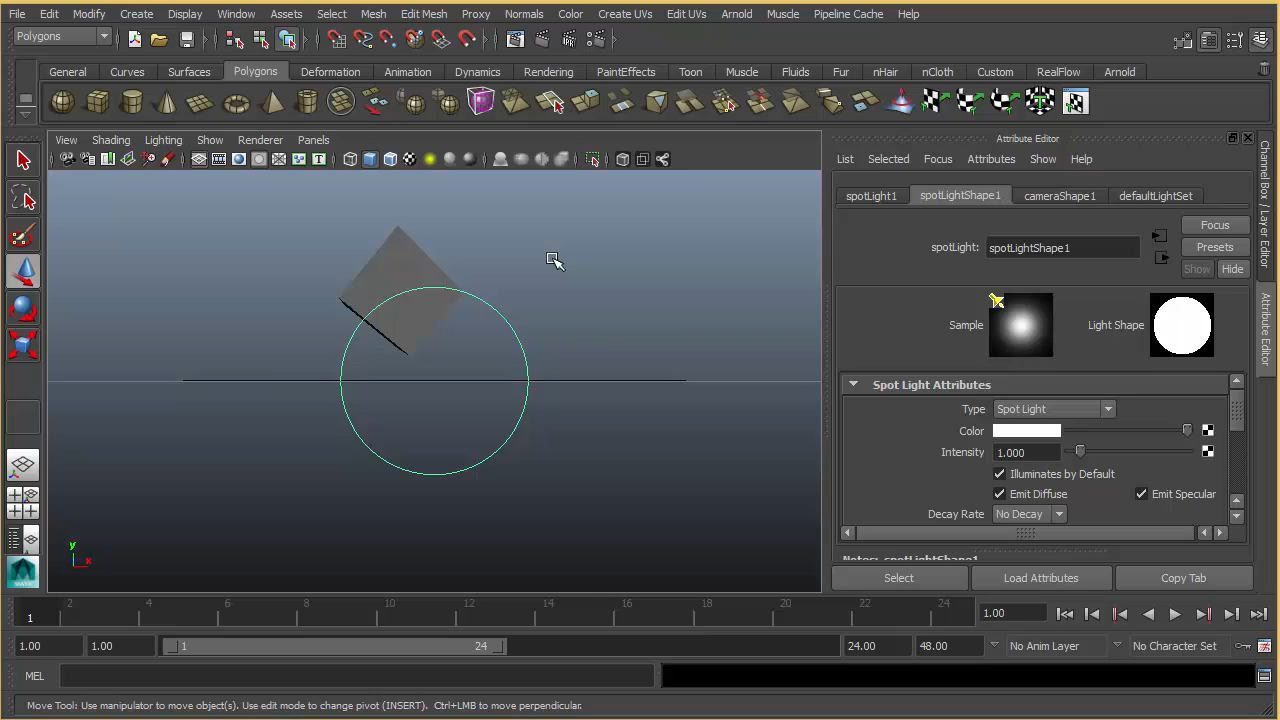 File Edit Modify Create Display Window Assets Select Mesh Edit Mesh Proxy Normals Color Create UVs Edit UVs Arnold Muscle Pipeline Cache Help
Polygons
General Curves Surfaces Polygons Deformation Animation Dynamics Rendering PaintEffects Toon Muscle Fluids Fur nHair nCloth Custom RealFlow Arnold
View Shading Lighting Show Renderer Panels
Attribute Editor
List Selected Focus Attributes Show Help
spotLight1 spotLightShape1 cameraShape1 defaultLightSet
spotLight: spotLightShape1
Focus
Presets
Show Hide
Sample Light Shape
Spot Light Attributes
Type Spot Light
Color
Intensity 1.000
Illuminates by Default
Emit Diffuse Emit Specular
Decay Rate No Decay
Notes: spotLightShape1
Select Load Attributes Copy Tab
Channel Box / Layer Editor
Attribute Editor
y
x
1 2 4 6 8 10 12 14 16 18 20 22 24 1.00
1.00 1.00 1 24 24.00 48.00 No Anim Layer No Character Set
MEL
Move Tool: Use manipulator to move object(s). Use edit mode to change pivot (INSERT). Ctrl+LMB to move perpendicular.